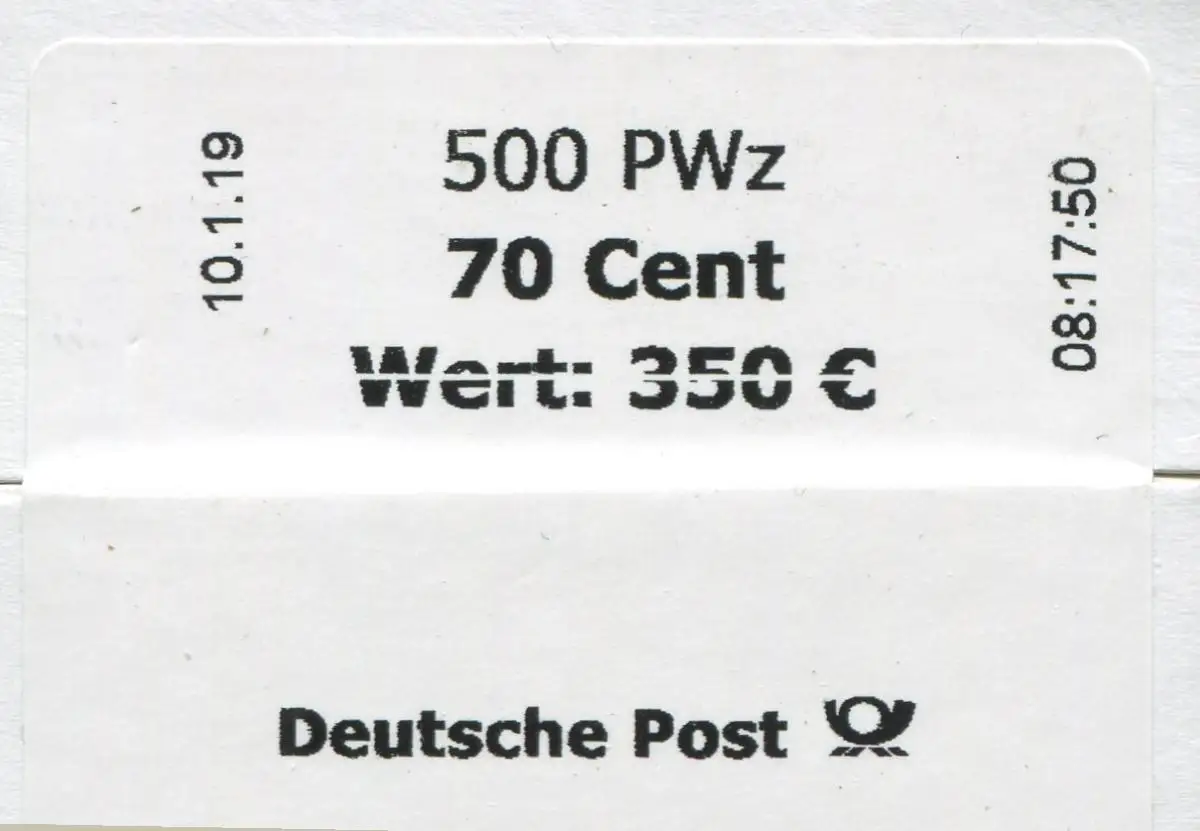 10.1.19
500 PWz
70 Cent
Wert: 350 €
08:17:50
Deutsche Post